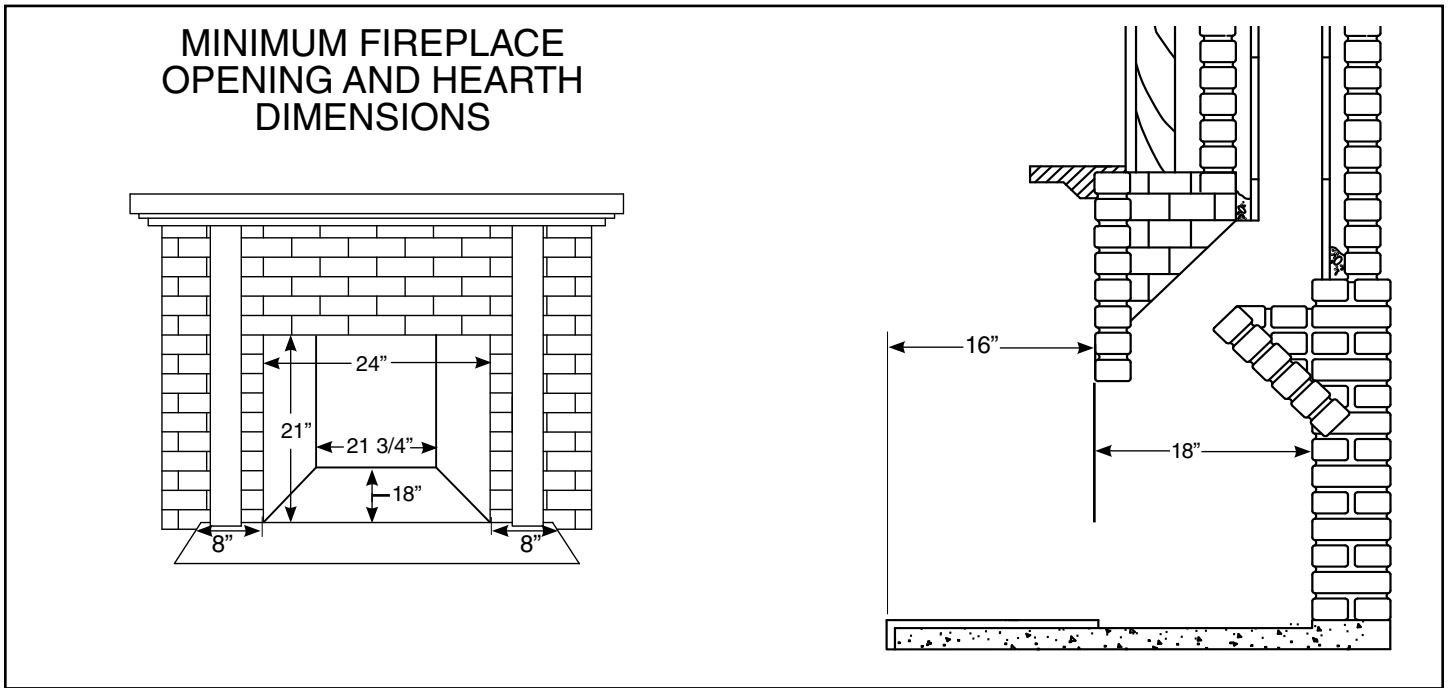 MINIMUM FIREPLACE
OPENING AND HEARTH
DIMENSIONS
24”
21”
21 3/4”
18”
8”
8”
16”
18”